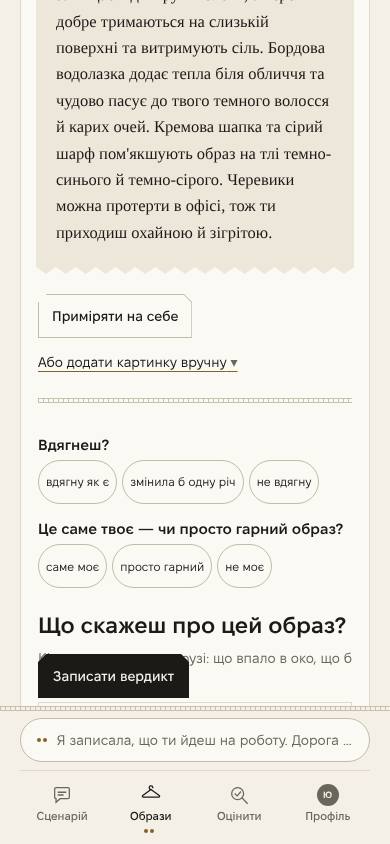 добре тримаються на слизькій
поверхні та витримують сіль. Бордова
водолазка додає тепла біля обличчя та
чудово пасує до твого темного волосся
й карих очей. Кремова шапка та сірий
шарф пом'якшують образ на тлі темно-
синього й темно-сірого. Черевики
можна протерти в офісі, тож ти
приходиш охайною й зігрітою.
Приміряти на себе
Або додати картинку вручну ▾
Вдягнеш?
вдягну як є
змінила б одну річ
не вдягну
Це саме твоє — чи просто гарний образ?
саме моє
просто гарний
не моє
Що скажеш про цей образ?
що впало в око, що б
Записати вердикт
Я записала, що ти йдеш на роботу. Дорога ...
Сценарій
Образи
Оцінити
Ю
Профіль